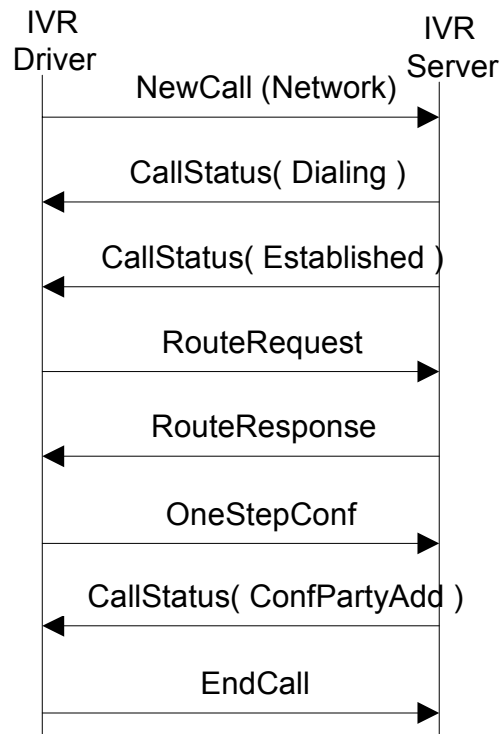 IVR
Driver
IVR
Server
NewCall (Network)
CallStatus( Dialing )
CallStatus( Established )
RouteRequest
RouteResponse
OneStepConf
CallStatus( ConfPartyAdd )
EndCall